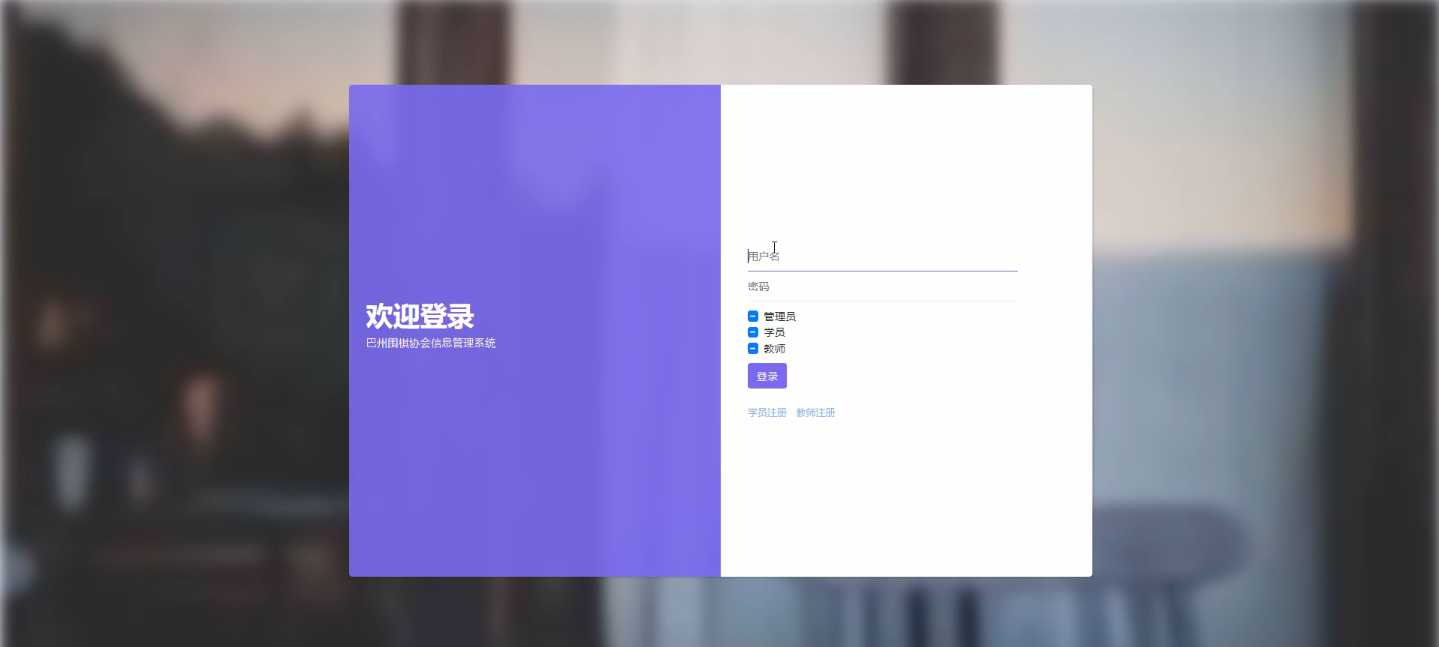 欢迎登录
巴州围棋协会信息管理系统
用户名
密码
管理员
学员
教师
登录
学员注册 教师注册